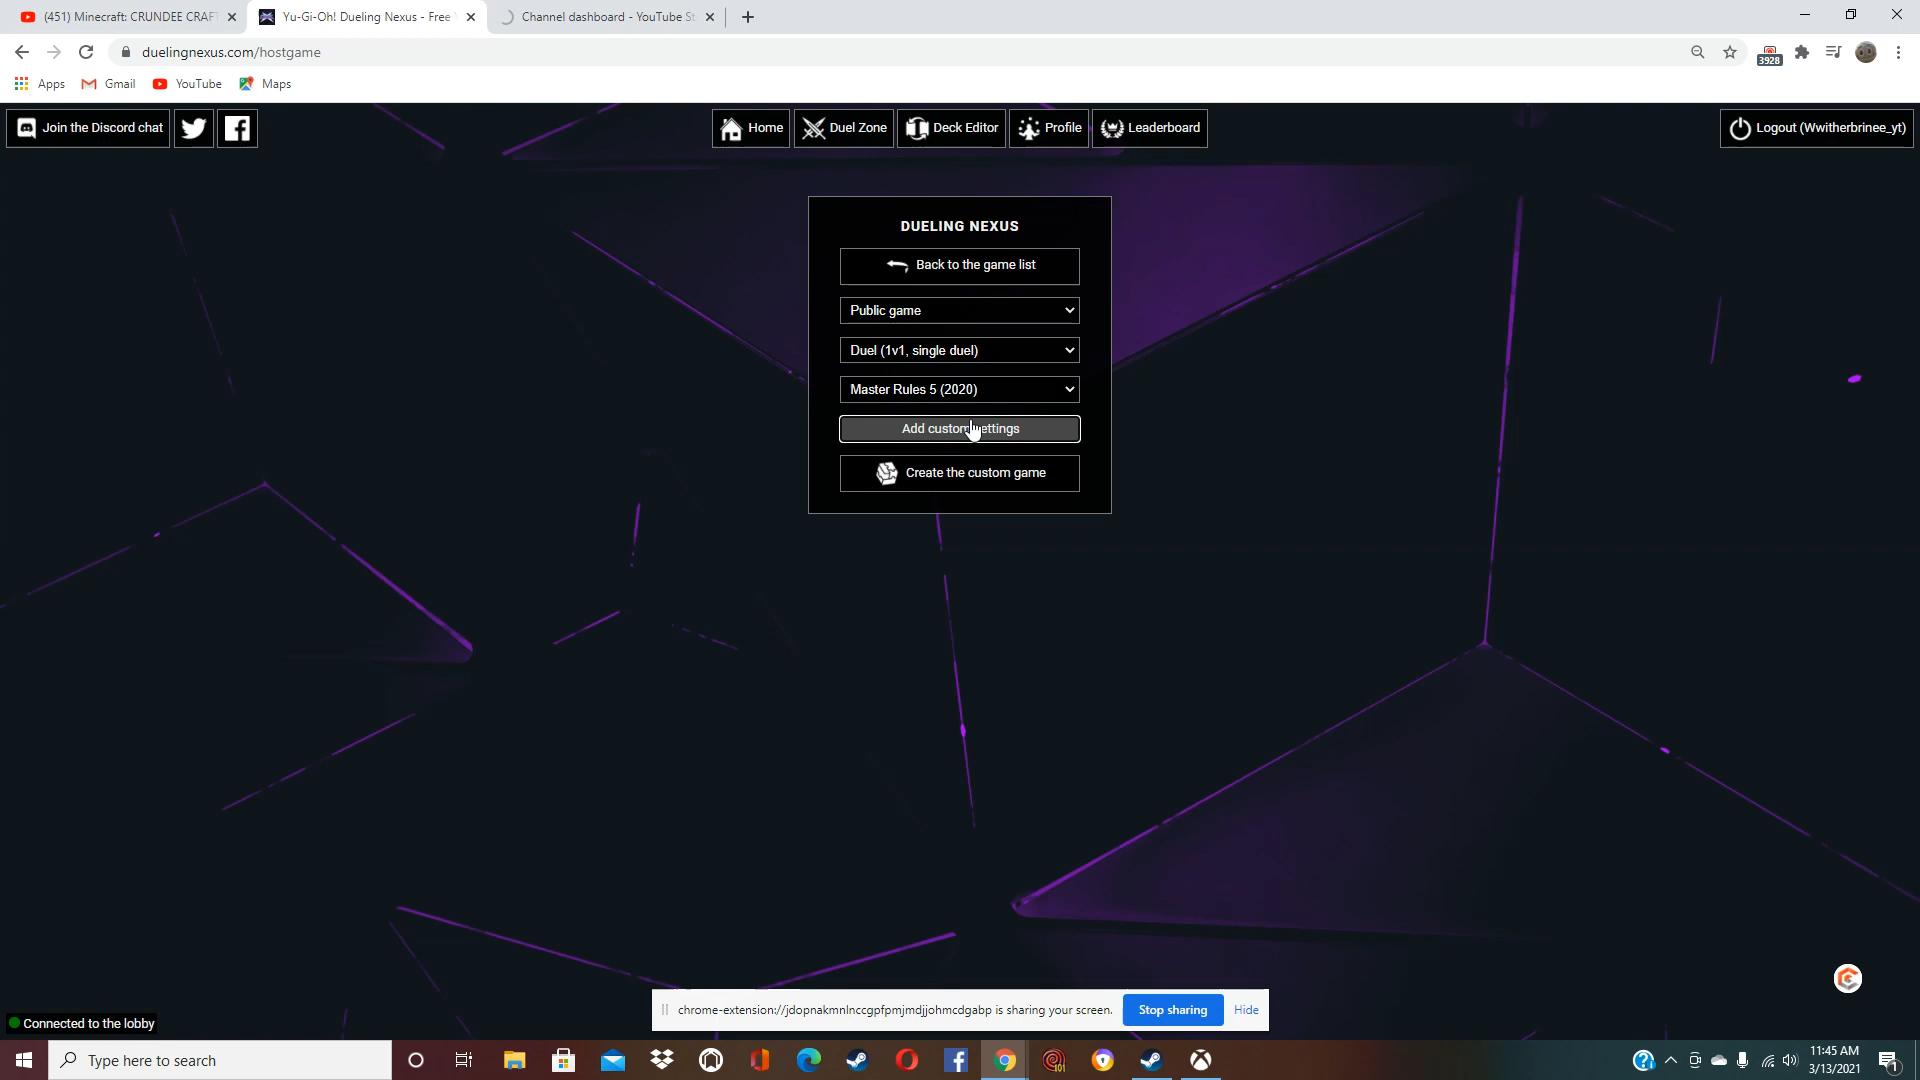 (451) Minecraft: CRUNDEE CRAF
Yu-Gi-Oh! Dueling Nexus - Free
Channel dashboard - YouTube St
duelingnexus.com/hostgame
3928
Apps
Gmail
YouTube
Maps
Join the Discord chat
Home
Duel Zone
Deck Editor
Profile
Leaderboard
Logout (Wwitherbrinee_yt)
DUELING NEXUS
Back to the game list
Public game
Duel (1v1, single duel)
Master Rules 5 (2020)
Add custom settings
Create the custom game
chrome-extension://jdopnakmnlnccgpfpmjmdjjohmcdgabp is sharing your screen.
Stop sharing
Hide
Connected to the lobby
Type here to search
101
11:45 AM
3/13/2021
1